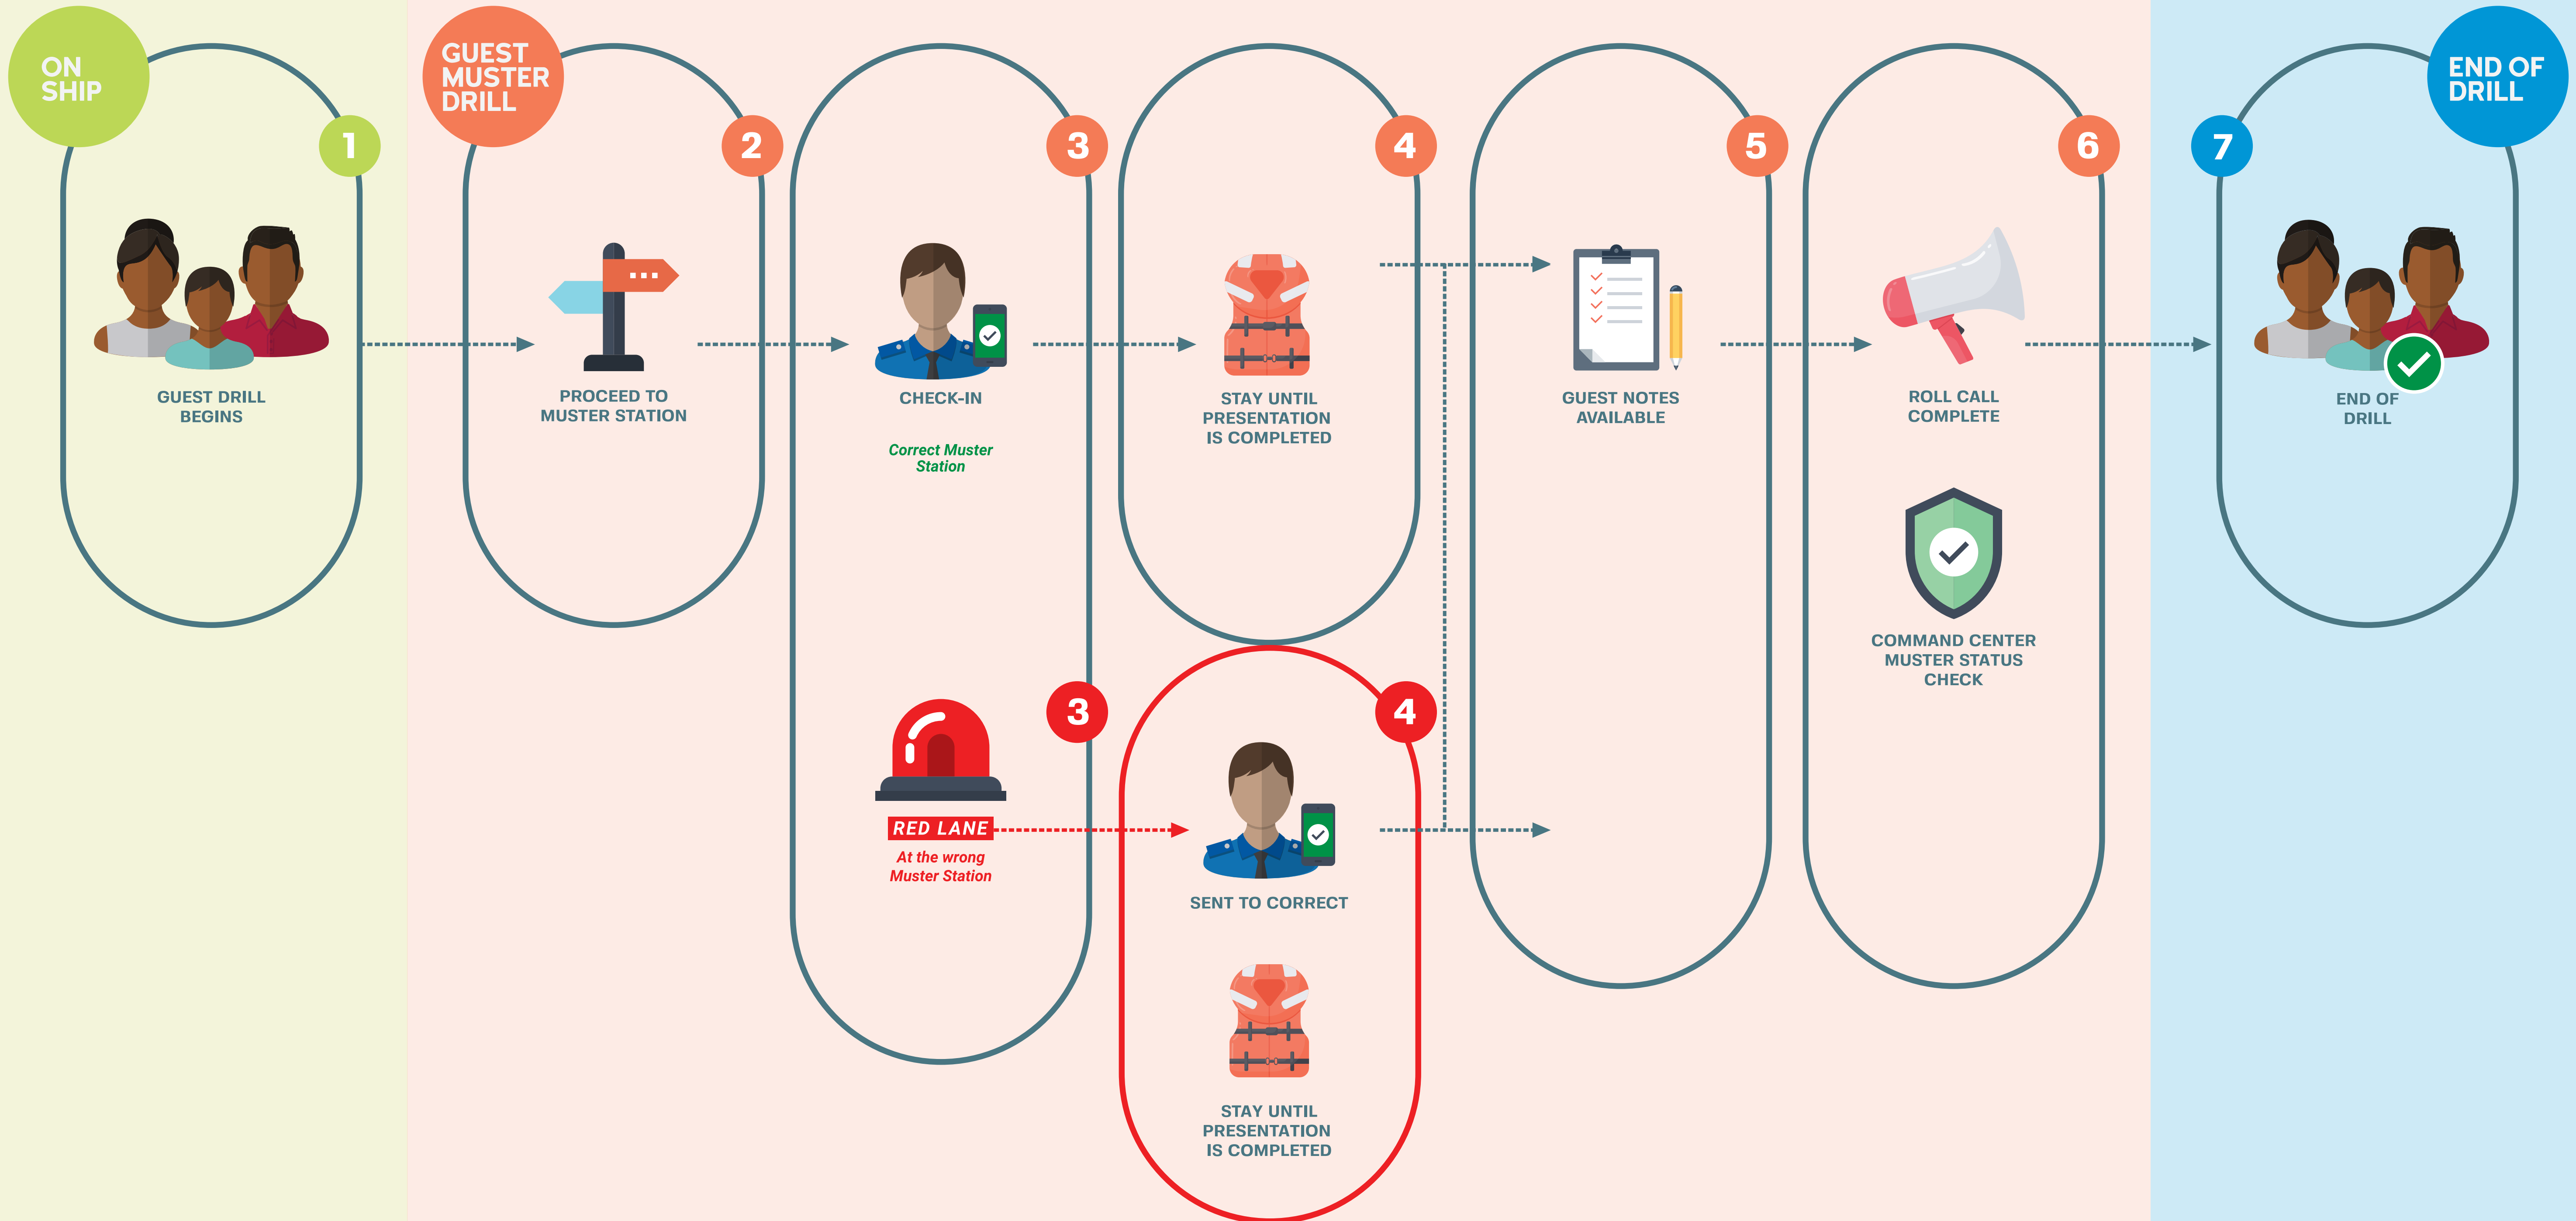 ON
SHIP
1
GUEST DRILL
BEGINS
GUEST
MUSTER
DRILL
2
PROCEED TO
MUSTER STATION
3
CHECK-IN
Correct Muster
Station
3
RED LANE
At the wrong
Muster Station
4
STAY UNTIL
PRESENTATION
IS COMPLETED
4
SENT TO CORRECT
STAY UNTIL
PRESENTATION
IS COMPLETED
5
GUEST NOTES
AVAILABLE
6
ROLL CALL
COMPLETE
COMMAND CENTER
MUSTER STATUS
CHECK
END OF
DRILL
7
END OF
DRILL